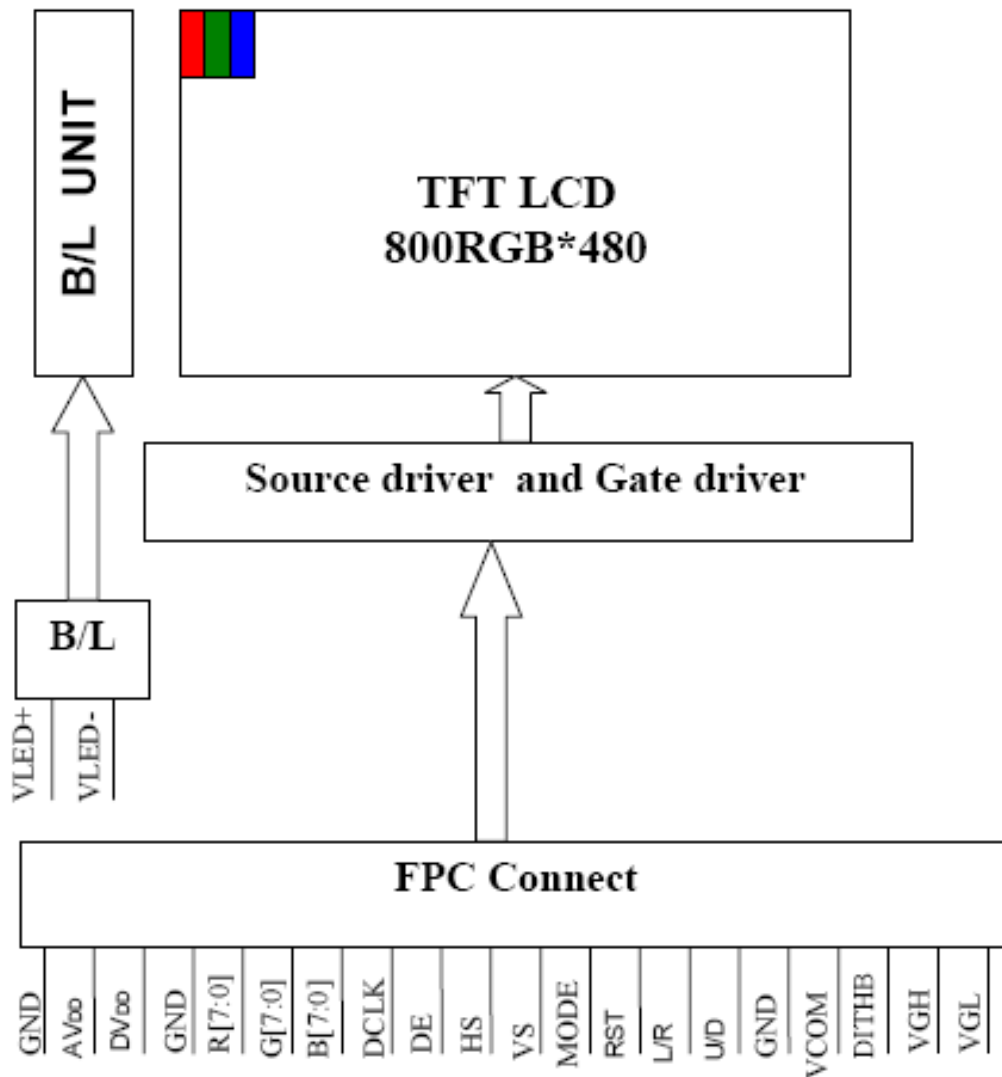 B/L UNIT
TFT LCD
800RGB*480
Source driver and Gate driver
B/L
VLED+
VLED-
FPC Connect
GND
AVDD
DVDD
GND
R[7:0]
G[7:0]
B[7:0]
DCLK
DE
HS
VS
MODE
RST
L/R
U/D
GND
VCOM
DITHB
VGH
VGL